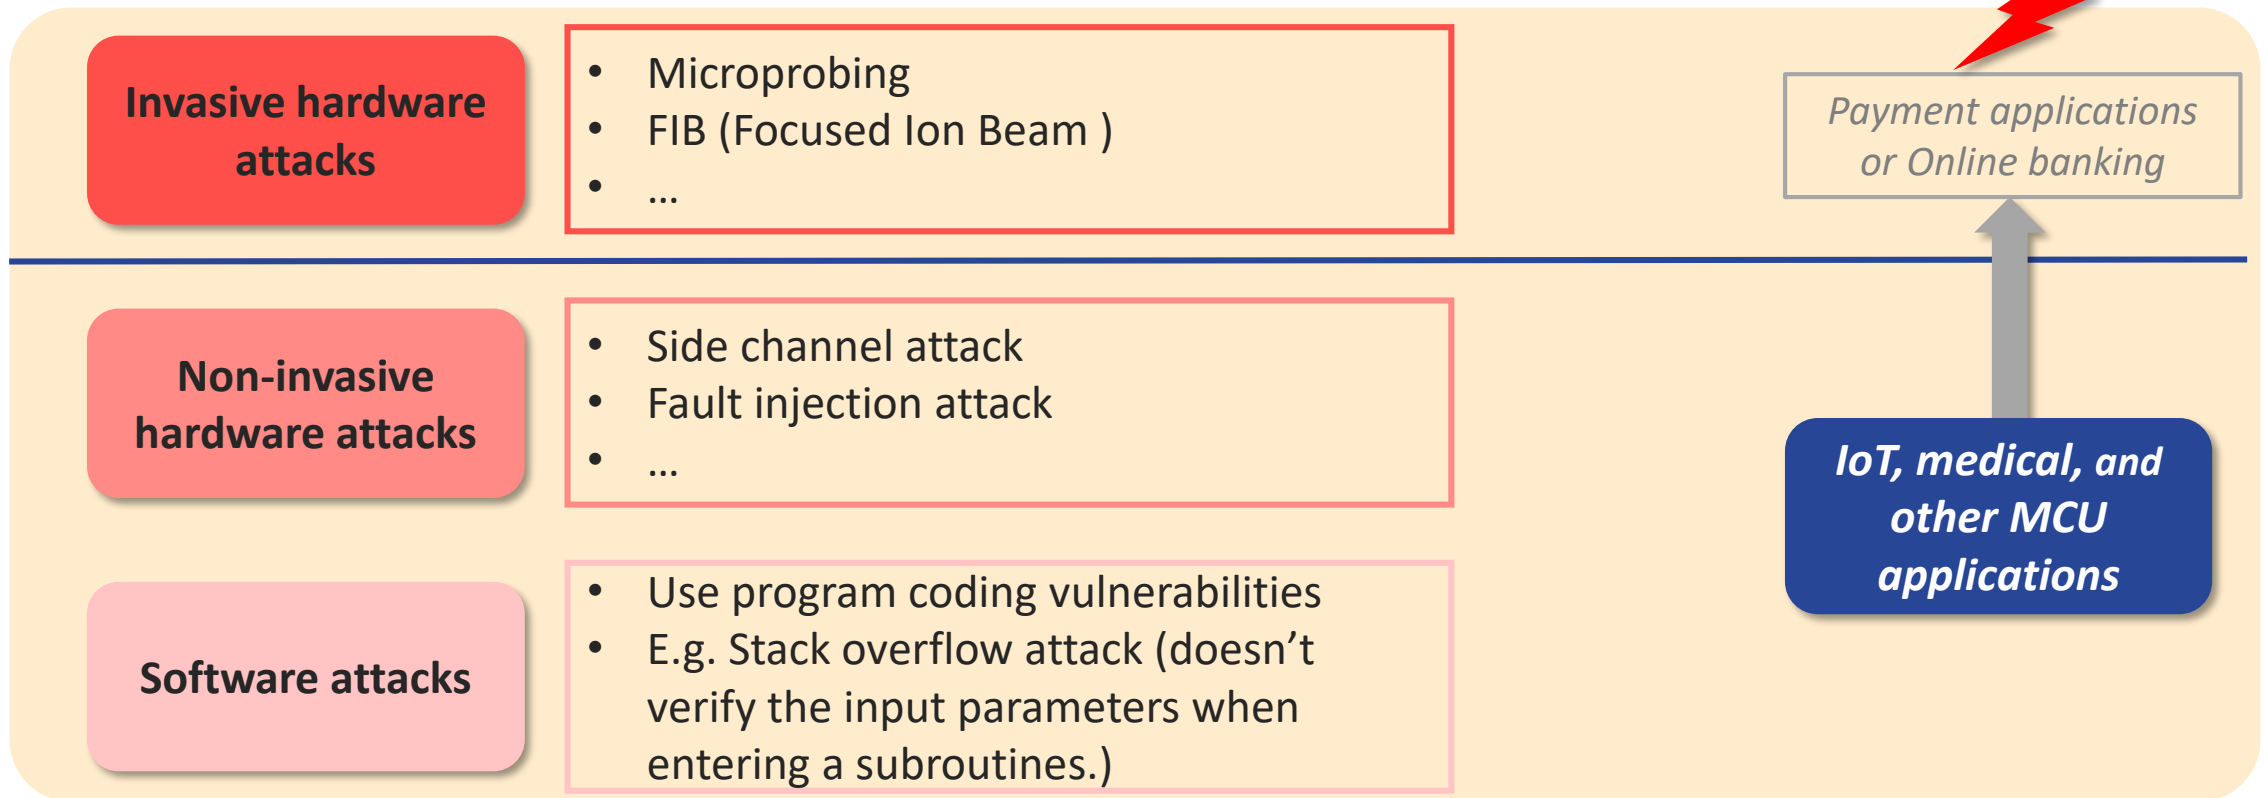 Invasive hardware
attacks
• Microprobing
• FIB (Focused Ion Beam )
• …
Payment applications
or Online banking
Non-invasive
hardware attacks
• Side channel attack
• Fault injection attack
• …
IoT, medical, and
other MCU
applications
Software attacks
• Use program coding vulnerabilities
• E.g. Stack overflow attack (doesn’t
verify the input parameters when
entering a subroutines.)